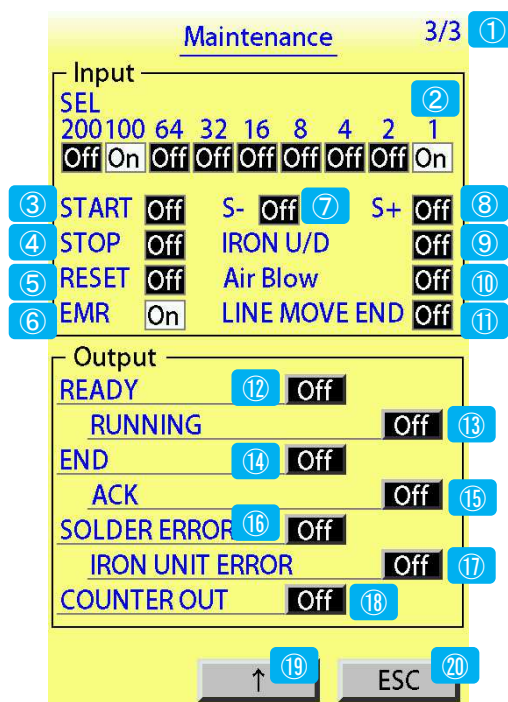 Maintenance 3/3 ①
Input
SEL ②
200 100 64 32 16 8 4 2 1
Off On Off Off Off Off Off Off On
③ START Off S- Off ⑦ S+ Off ⑧
④ STOP Off IRON U/D Off ⑨
⑤ RESET Off Air Blow Off ⑩
⑥ EMR On LINE MOVE END Off ⑪
Output
READY ⑫ Off
RUNNING Off ⑬
END ⑭ Off
ACK Off ⑮
SOLDER ERROR ⑯ Off
IRON UNIT ERROR Off ⑰
COUNTER OUT Off ⑱
↑ ⑲ ESC ⑳